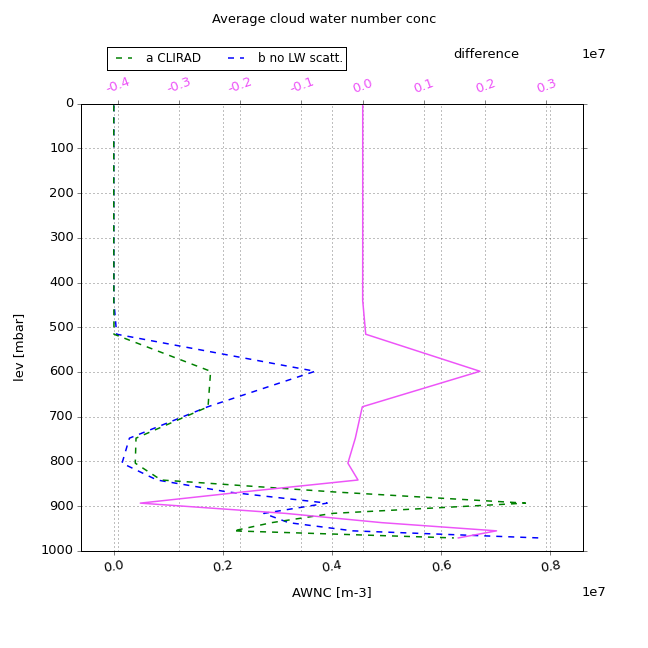 Average cloud water number conc
a CLIRAD b no LW scatt. difference 1e7
-0.4 -0.3 -0.2 -0.1 0.0 0.1 0.2 0.3
0
100
200
300
400
500
600
700
800
900
1000
lev [mbar]
0.0 0.2 0.4 0.6 0.8
AWNC [m-3] 1e7